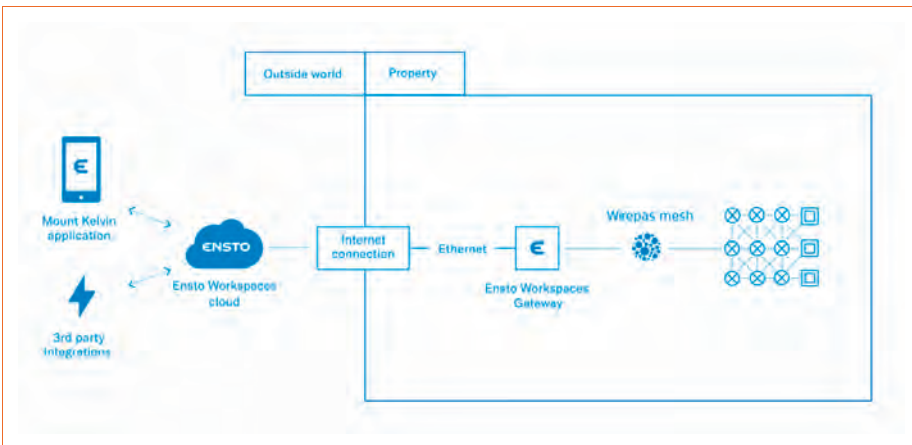 Outside world
Property
Mount Kelvin
application
ENSTO
Ensto Workspaces
cloud
3rd party
integrations
Internet
connection
Ethernet
Ensto Workspaces
Gateway
Wirepas mesh